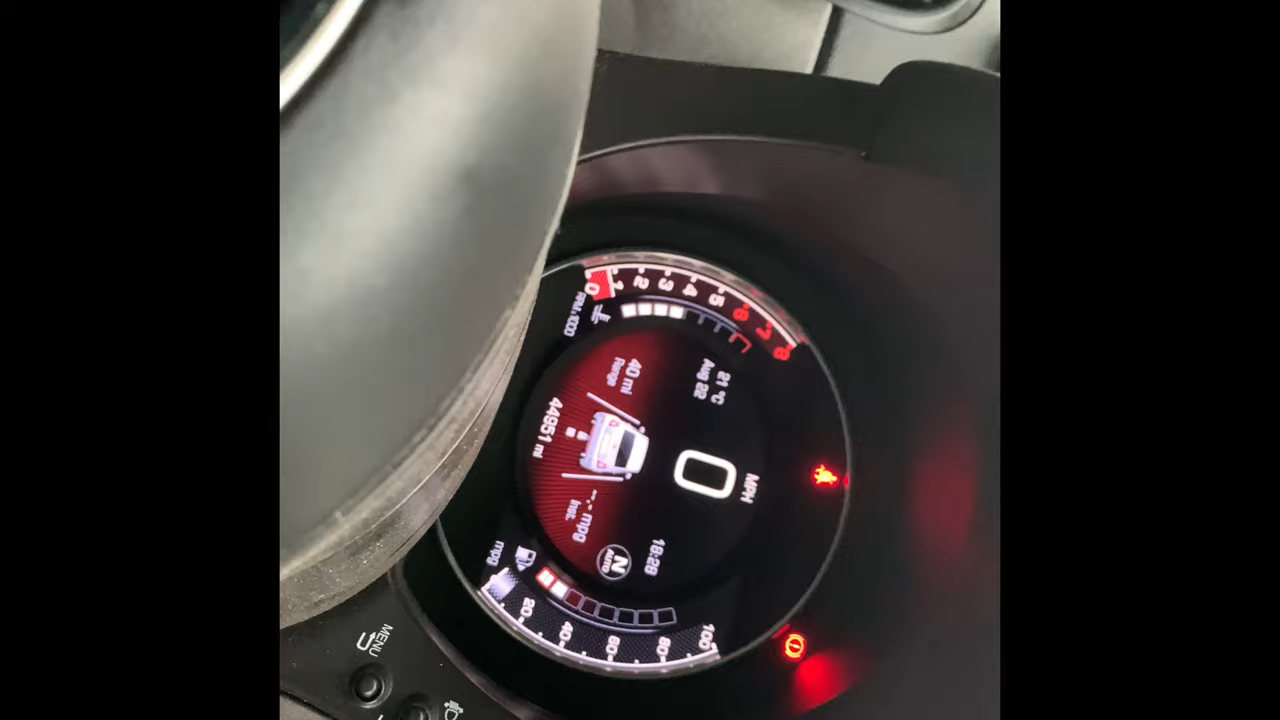 MPH
0
21 °C
Aug 22
18:28
N
AUTO
40 mi
Range
--.- mpg
Inst.
44951 mi
0 1 2 3 4 5 6 7 8
RPM x1000
100
80
60
40
20
mpg
MENU